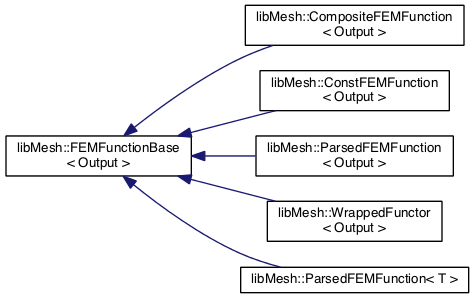 libMesh::CompositeFEMFunction
< Output >
libMesh::ConstFEMFunction
< Output >
libMesh::FEMFunctionBase
< Output >
libMesh::ParsedFEMFunction
< Output >
libMesh::WrappedFunctor
< Output >
libMesh::ParsedFEMFunction< T >